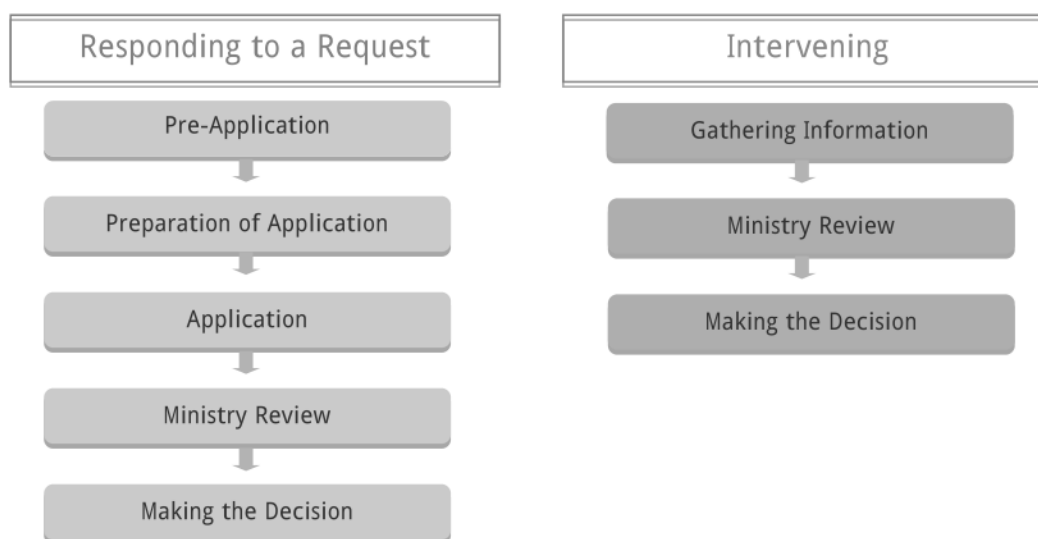 Responding to a Request
Pre-Application
Preparation of Application
Application
Ministry Review
Making the Decision
Intervening
Gathering Information
Ministry Review
Making the Decision